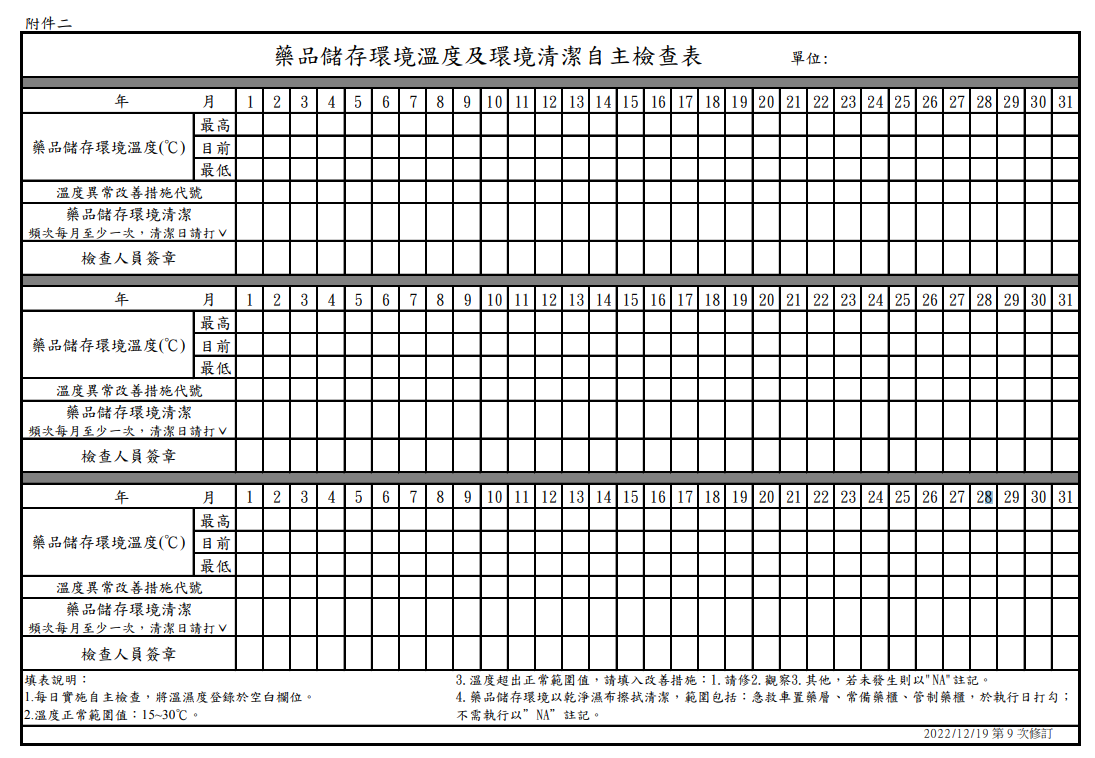 附件二
藥品儲存環境溫度及環境清潔自主檢查表 單位:
年 月 1 2 3 4 5 6 7 8 9 10 11 12 13 14 15 16 17 18 19 20 21 22 23 24 25 26 27 28 29 30 31
最高
藥品儲存環境溫度(℃) 目前
最低
溫度異常改善措施代號
藥品儲存環境清潔
頻次每月至少一次，清潔日請打∨
檢查人員簽章
年 月 1 2 3 4 5 6 7 8 9 10 11 12 13 14 15 16 17 18 19 20 21 22 23 24 25 26 27 28 29 30 31
最高
藥品儲存環境溫度(℃) 目前
最低
溫度異常改善措施代號
藥品儲存環境清潔
頻次每月至少一次，清潔日請打∨
檢查人員簽章
年 月 1 2 3 4 5 6 7 8 9 10 11 12 13 14 15 16 17 18 19 20 21 22 23 24 25 26 27 28 29 30 31
最高
藥品儲存環境溫度(℃) 目前
最低
溫度異常改善措施代號
藥品儲存環境清潔
頻次每月至少一次，清潔日請打∨
檢查人員簽章
填表說明：
1.每日實施自主檢查，將溫濕度登錄於空白欄位。
2.溫度正常範圍值：15~30℃。
3.溫度超出正常範圍值，請填入改善措施：1.請修2.觀察3.其他，若未發生則以"NA"註記。
4.藥品儲存環境以乾淨濕布擦拭清潔，範圍包括：急救車置藥層、常備藥櫃、管制藥櫃，於執行日打勾；
不需執行以”NA”註記。
2022/12/19 第 9 次修訂